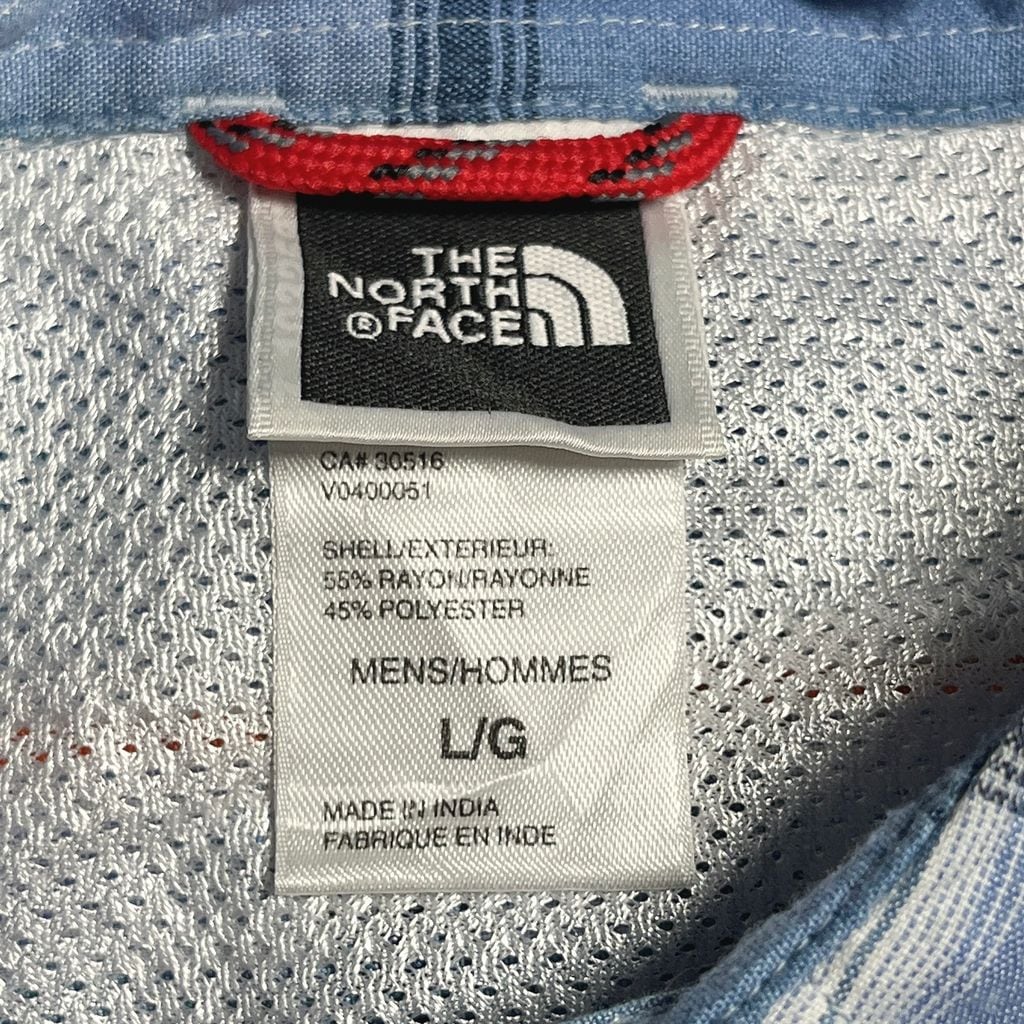 THE
NORTH
® FACE
CA# 30516
V0400051
SHELL/EXTERIEUR:
55% RAYON/RAYONNE
45% POLYESTER
MENS/HOMMES
L/G
MADE IN INDIA
FABRIQUE EN INDE